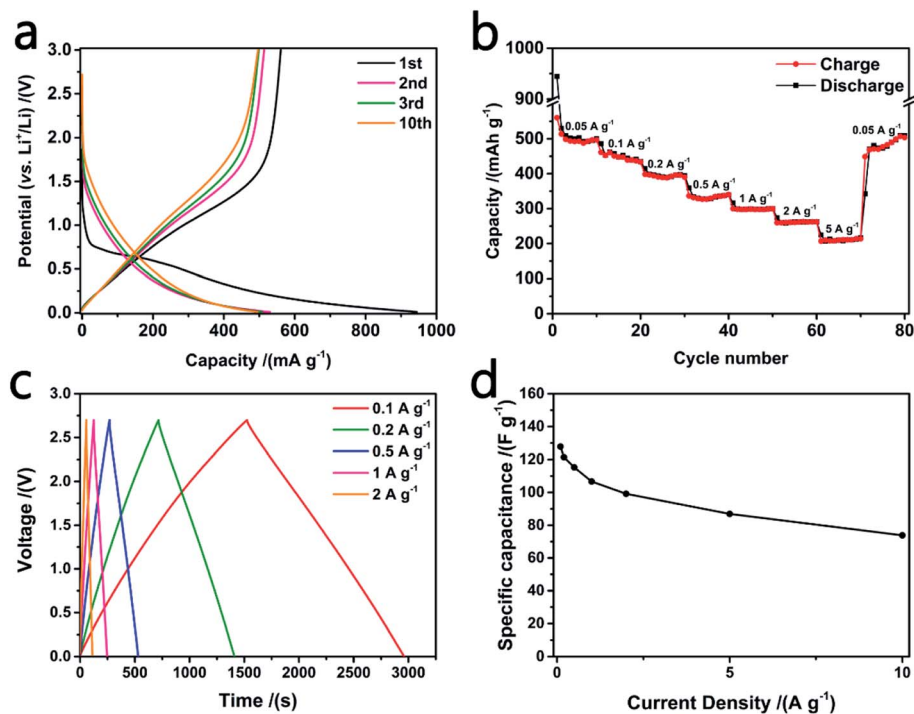 a
3.0
2.5
2.0
1.5
1.0
0.5
0.0
Potential (vs. Li⁺/Li) /(V)
1st
2nd
3rd
10th
0 200 400 600 800 1000
Capacity /(mA g⁻¹)
b
1000
900
500
400
300
200
100
0
Capacity /(mAh g⁻¹)
Charge
Discharge
0.05 A g⁻¹
0.1 A g⁻¹
0.2 A g⁻¹
0.5 A g⁻¹
1 A g⁻¹
2 A g⁻¹
5 A g⁻¹
0.05 A g⁻¹
0 20 40 60 80
Cycle number
c
3.0
2.5
2.0
1.5
1.0
0.5
0.0
Voltage /(V)
0.1 A g⁻¹
0.2 A g⁻¹
0.5 A g⁻¹
1 A g⁻¹
2 A g⁻¹
0 500 1000 1500 2000 2500 3000
Time /(s)
d
160
140
120
100
80
60
40
20
0
Specific capacitance /(F g⁻¹)
0 5 10
Current Density /(A g⁻¹)